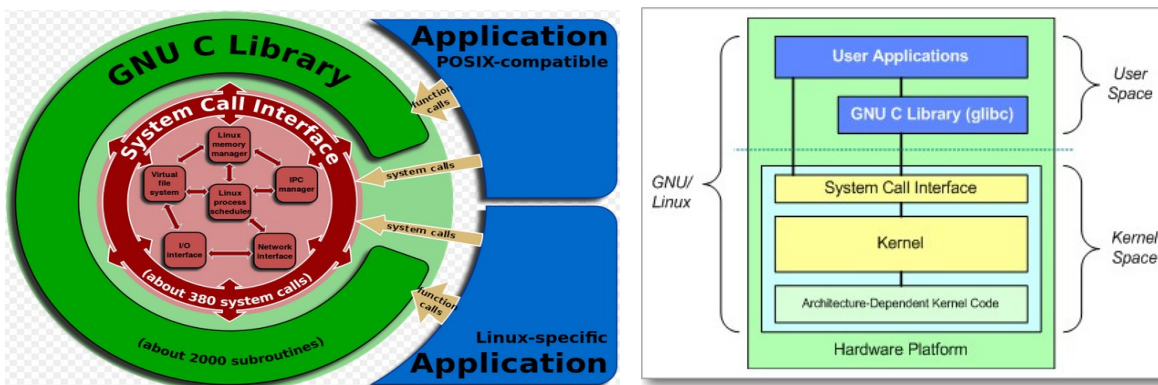 GNU C Library
System Call Interface
Linux
memory
manager
Virtual
file
system
IPC
manager
Linux
process
scheduler
I/O
interface
Network
interface
(about 380 system calls)
(about 2000 subroutines)
Application
POSIX-compatible
function
calls
system calls
system calls
function
calls
Linux-specific
Application
GNU/
Linux
User Applications
GNU C Library (glibc)
User
Space
System Call Interface
Kernel
Architecture-Dependent Kernel Code
Kernel
Space
Hardware Platform